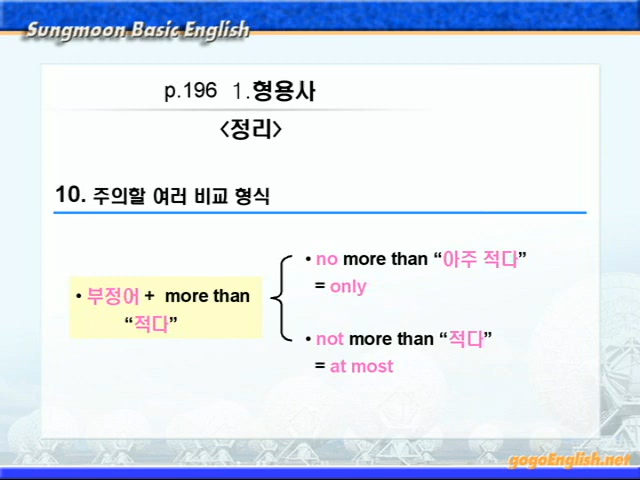 Sungmoon Basic English
p.196 1.형용사
<정리>
10. 주의할 여러 비교 형식
• 부정어 + more than
“적다”
• no more than “아주 적다”
= only
• not more than “적다”
= at most
gogoEnglish.net